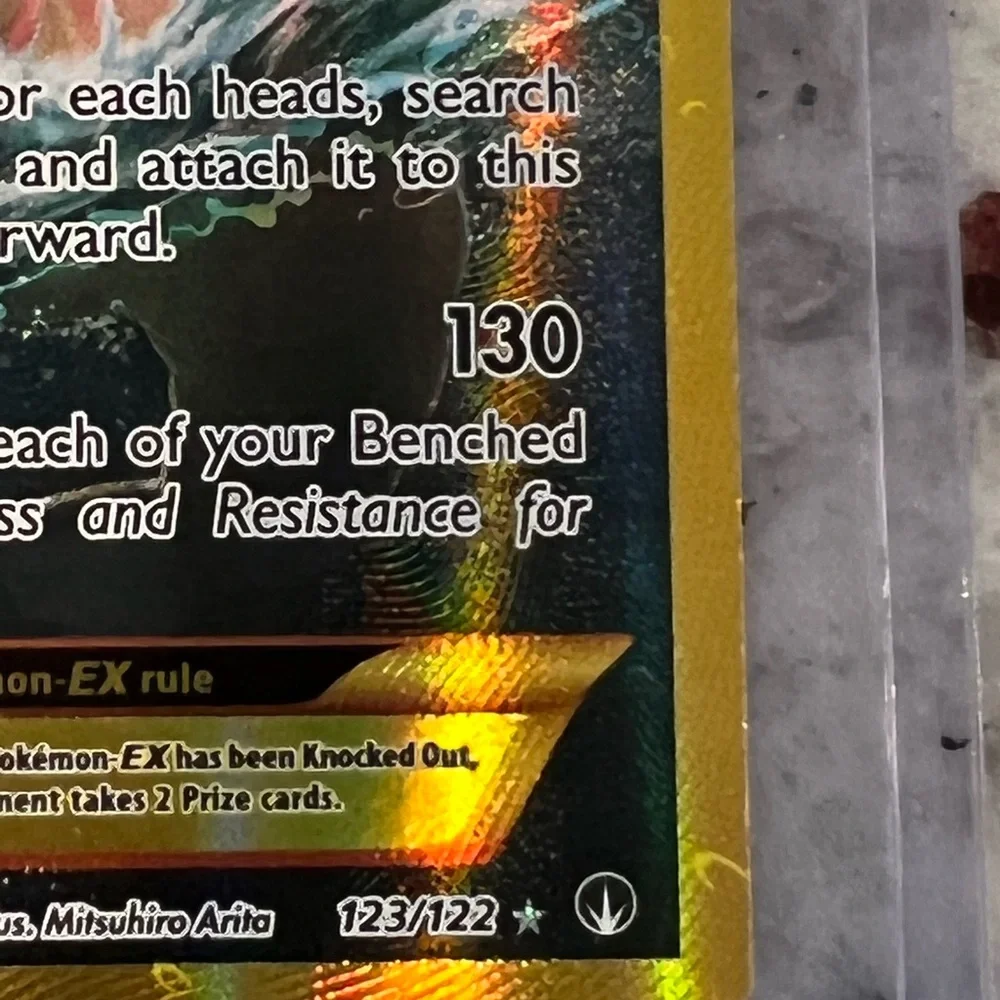 or each heads, search
and attach it to this
rward.
130
each of your Benched
ss and Resistance for
on-EX rule
okémon-EX has been Knocked Out,
nent takes 2 Prize cards.
us. Mitsuhiro Arita 123/122